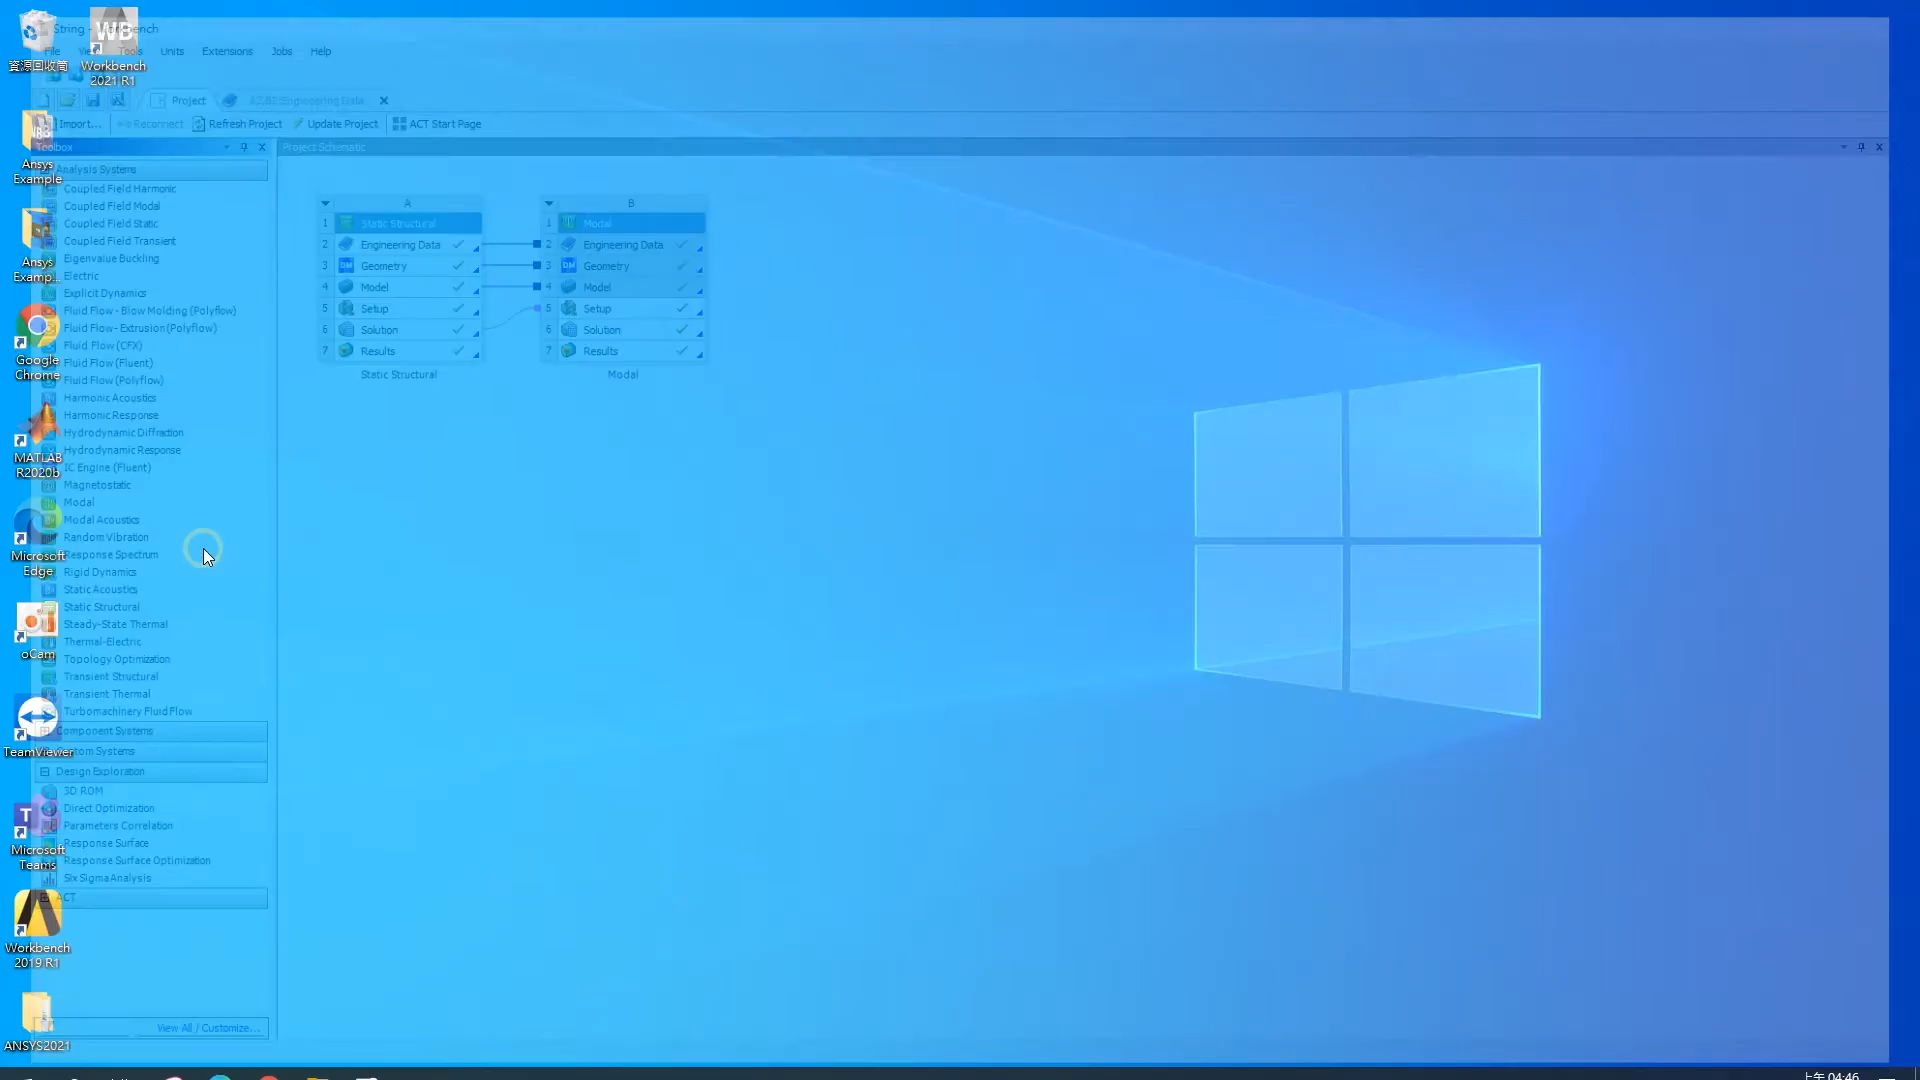 資源回收筒
Workbench
2021 R1
Ansys
Example
Ansys
Examp...
Google
Chrome
MATLAB
R2020b
Microsoft
Edge
oCam
TeamViewer
Microsoft
Teams
Workbench
2019 R1
ANSYS2021
String - Workbench
File View Tools Units Extensions Jobs Help
Project A2,B2:Engineering Data
Import... Reconnect Refresh Project Update Project ACT Start Page
Toolbox
Analysis Systems
Coupled Field Harmonic
Coupled Field Modal
Coupled Field Static
Coupled Field Transient
Eigenvalue Buckling
Electric
Explicit Dynamics
Fluid Flow - Blow Molding (Polyflow)
Fluid Flow- Extrusion (Polyflow)
Fluid Flow (CFX)
Fluid Flow (Fluent)
Fluid Flow (Polyflow)
Harmonic Acoustics
Harmonic Response
Hydrodynamic Diffraction
Hydrodynamic Response
IC Engine (Fluent)
Magnetostatic
Modal
Modal Acoustics
Random Vibration
Response Spectrum
Rigid Dynamics
Static Acoustics
Static Structural
Steady-State Thermal
Thermal-Electric
Topology Optimization
Transient Structural
Transient Thermal
Turbomachinery Fluid Flow
Component Systems
Custom Systems
Design Exploration
3D ROM
Direct Optimization
Parameters Correlation
Response Surface
Response Surface Optimization
Six Sigma Analysis
ACT
View All / Customize...
Project Schematic
A
1 Static Structural
2 Engineering Data
3 Geometry
4 Model
5 Setup
6 Solution
7 Results
Static Structural
B
1 Modal
2 Engineering Data
3 Geometry
4 Model
5 Setup
6 Solution
7 Results
Modal
上午 04:46